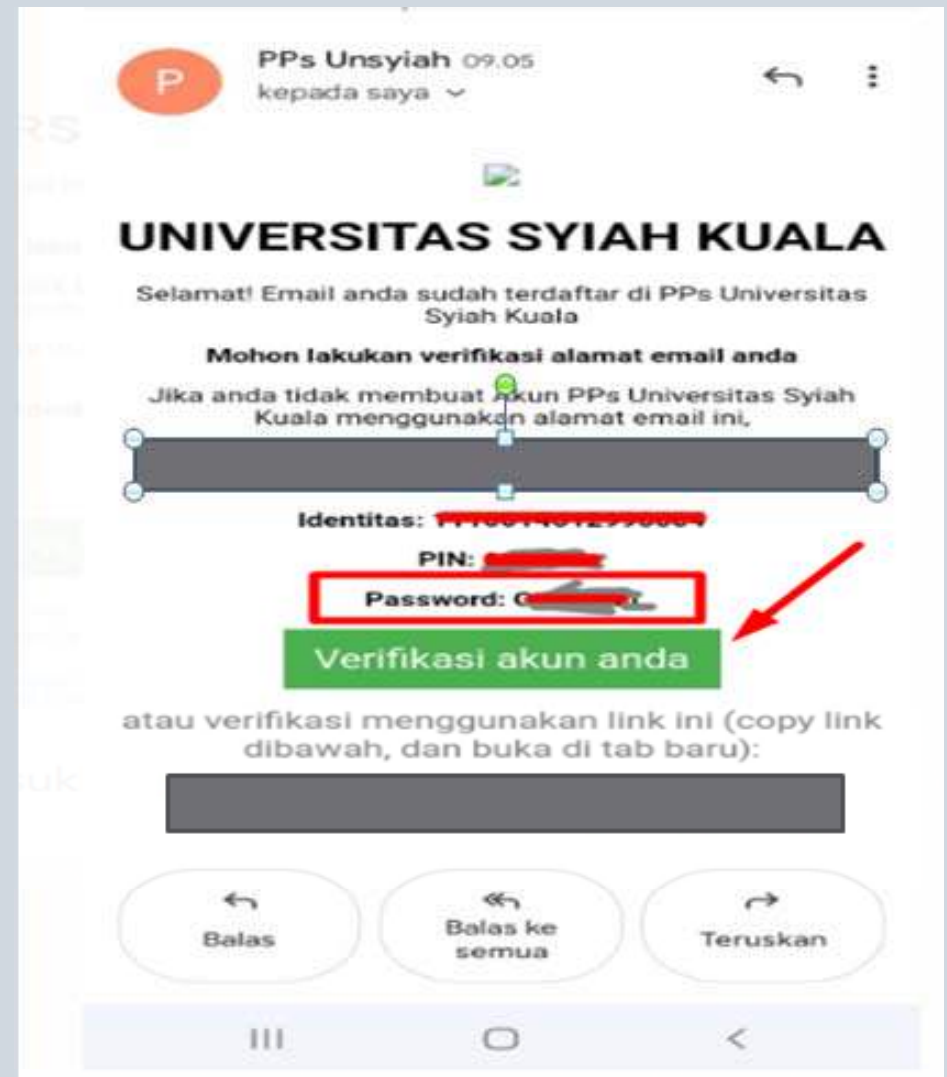 P
PPs Unsyiah 09.05
kepada saya
UNIVERSITAS SYIAH KUALA
Selamat! Email anda sudah terdaftar di PPs Universitas
Syiah Kuala
Mohon lakukan verifikasi alamat email anda
Jika anda tidak membuat Akun PPs Universitas Syiah
Kuala menggunakan alamat email ini,
Identitas:
PIN:
Password:
Verifikasi akun anda
atau verifikasi menggunakan link ini (copy link
dibawah, dan buka di tab baru):
Balas
Balas ke
semua
Teruskan